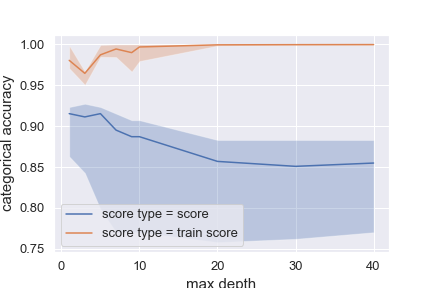 1.00
0.95
0.90
0.85
0.80
0.75
categorical accuracy
score type = score
score type = train score
0 10 20 30 40
max depth